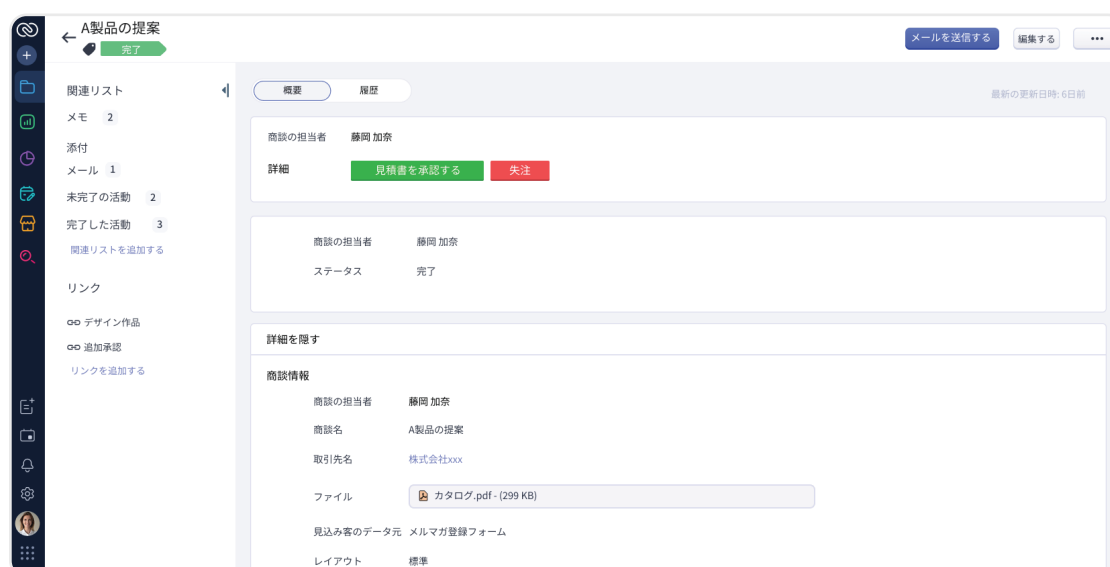 A製品の提案
完了
メールを送信する
編集する
関連リスト
メモ 2
添付
メール 1
未完了の活動 2
完了した活動 3
関連リストを追加する
リンク
デザイン作品
追加承認
リンクを追加する
概要
履歴
最新の更新日時: 6日前
商談の担当者 藤岡 加奈
詳細 見積書を承認する 失注
商談の担当者 藤岡 加奈
ステータス 完了
詳細を隠す
商談情報
商談の担当者 藤岡 加奈
商談名 A製品の提案
取引先名 株式会社xxx
ファイル カタログ.pdf - (299 KB)
見込み客のデータ元 メルマガ登録フォーム
レイアウト 標準